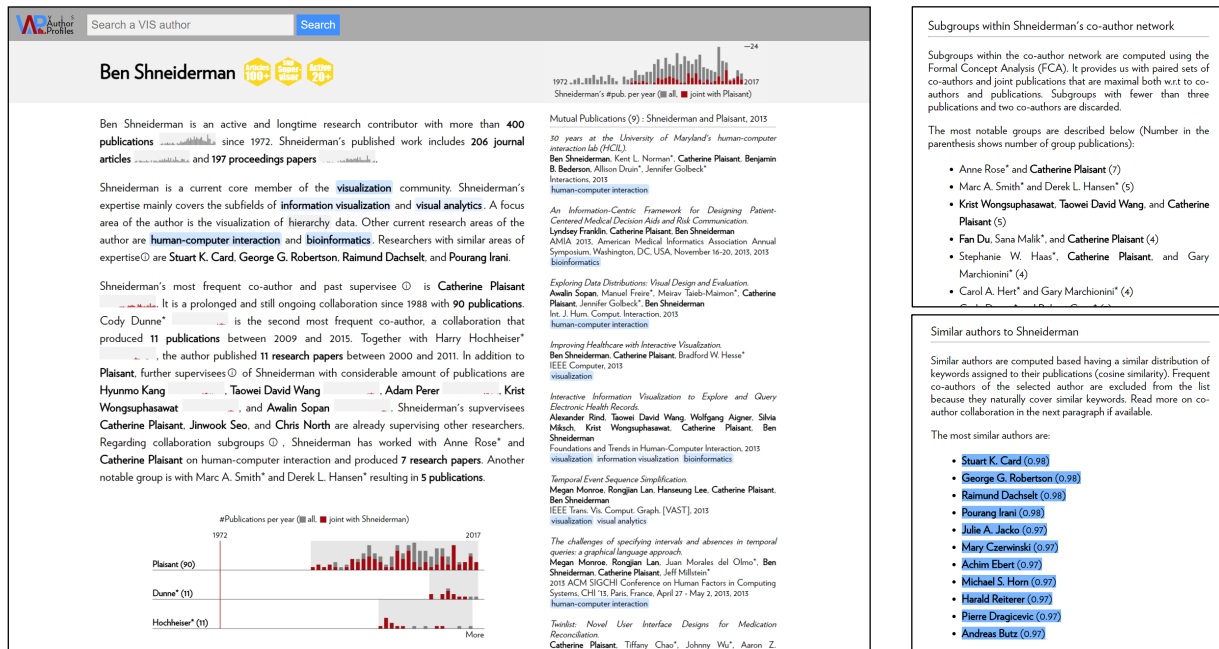 VIS
Author
Profiles
Search a VIS author
Search
Ben Shneiderman
Articles
100+
Super-
visor
Active
20+
24
1972
2017
Shneiderman's #pub. per year ( all, joint with Plaisant)
Ben Shneiderman is an active and longtime research contributor with more than 400
publications since 1972. Shneiderman's published work includes 206 journal
articles and 197 proceedings papers .
Shneiderman is a current core member of the visualization community. Shneiderman's
expertise mainly covers the subfields of information visualization and visual analytics. A focus
area of the author is the visualization of hierarchy data. Other current research areas of the
author are human-computer interaction and bioinformatics. Researchers with similar areas of
expertiseⓘ are Stuart K. Card, George G. Robertson, Raimund Dachselt, and Pourang Irani.
Shneiderman's most frequent co-author and past supervisee ⓘ is Catherine Plaisant
. It is a prolonged and still ongoing collaboration since 1988 with 90 publications.
Cody Dunne* is the second most frequent co-author, a collaboration that
produced 11 publications between 2009 and 2015. Together with Harry Hochheiser*
, the author published 11 research papers between 2000 and 2011. In addition to
Plaisant, further superviseesⓘ of Shneiderman with considerable amount of publications are
Hyunmo Kang , Taowei David Wang , Adam Perer , Krist
Wongsuphasawat , and Awalin Sopan . Shneiderman's supvervisees
Catherine Plaisant, Jinwook Seo, and Chris North are already supervising other researchers.
Regarding collaboration subgroups ⓘ , Shneiderman has worked with Anne Rose* and
Catherine Plaisant on human-computer interaction and produced 7 research papers. Another
notable group is with Marc A. Smith* and Derek L. Hansen* resulting in 5 publications.
#Publications per year ( all, joint with Shneiderman)
1972
2017
Plaisant (90)
Dunne* (11)
Hochheiser* (11)
More
Mutual Publications (9) : Shneiderman and Plaisant, 2013
30 years at the University of Maryland's human-computer
interaction lab (HCIL).
Ben Shneiderman, Kent L. Norman*, Catherine Plaisant, Benjamin
B. Bederson, Allison Druin*, Jennifer Golbeck*
Interactions, 2013
human-computer interaction
An Information-Centric Framework for Designing Patient-
Centered Medical Decision Aids and Risk Communication.
Lyndsey Franklin, Catherine Plaisant, Ben Shneiderman
AMIA 2013, American Medical Informatics Association Annual
Symposium, Washington, DC, USA, November 16-20, 2013, 2013
bioinformatics
Exploring Data Distributions: Visual Design and Evaluation.
Awalin Sopan, Manuel Freire*, Meirav Taieb-Maimon*, Catherine
Plaisant, Jennifer Golbeck*, Ben Shneiderman
Int. J. Hum. Comput. Interaction, 2013
human-computer interaction
Improving Healthcare with Interactive Visualization.
Ben Shneiderman, Catherine Plaisant, Bradford W. Hesse*
IEEE Computer, 2013
visualization
Interactive Information Visualization to Explore and Query
Electronic Health Records.
Alexander Rind, Taowei David Wang, Wolfgang Aigner, Silvia
Miksch, Krist Wongsuphasawat, Catherine Plaisant, Ben
Shneiderman
Foundations and Trends in Human-Computer Interaction, 2013
visualization information visualization bioinformatics
Temporal Event Sequence Simplification.
Megan Monroe, Rongjian Lan, Hanseung Lee, Catherine Plaisant,
Ben Shneiderman
IEEE Trans. Vis. Comput. Graph. [VAST], 2013
visualization visual analytics
The challenges of specifying intervals and absences in temporal
queries: a graphical language approach.
Megan Monroe, Rongjian Lan, Juan Morales del Olmo*, Ben
Shneiderman, Catherine Plaisant, Jeff Millstein*
2013 ACM SIGCHI Conference on Human Factors in Computing
Systems, CHI '13, Paris, France, April 27 - May 2, 2013, 2013
human-computer interaction
Twinlist: Novel User Interface Designs for Medication
Reconciliation.
Catherine Plaisant, Tiffany Chao*, Johnny Wu*, Aaron Z.
Subgroups within Shneiderman's co-author network
Subgroups within the co-author network are computed using the
Formal Concept Analysis (FCA). It provides us with paired sets of
co-authors and joint publications that are maximal both w.r.t to co-
authors and publications. Subgroups with fewer than three
publications and two co-authors are discarded.
The most notable groups are described below (Number in the
parenthesis shows number of group publications):
• Anne Rose* and Catherine Plaisant (7)
• Marc A. Smith* and Derek L. Hansen* (5)
• Krist Wongsuphasawat, Taowei David Wang, and Catherine
Plaisant (5)
• Fan Du, Sana Malik*, and Catherine Plaisant (4)
• Stephanie W. Haas*, Catherine Plaisant, and Gary
Marchionini* (4)
• Carol A. Hert* and Gary Marchionini* (4)
Similar authors to Shneiderman
Similar authors are computed based having a similar distribution of
keywords assigned to their publications (cosine similarity). Frequent
co-authors of the selected author are excluded from the list
because they naturally cover similar keywords. Read more on co-
author collaboration in the next paragraph if available.
The most similar authors are:
• Stuart K. Card (0.98)
• George G. Robertson (0.98)
• Raimund Dachselt (0.98)
• Pourang Irani (0.98)
• Julie A. Jacko (0.97)
• Mary Czerwinski (0.97)
• Achim Ebert (0.97)
• Michael S. Horn (0.97)
• Harald Reiterer (0.97)
• Pierre Dragicevic (0.97)
• Andreas Butz (0.97)